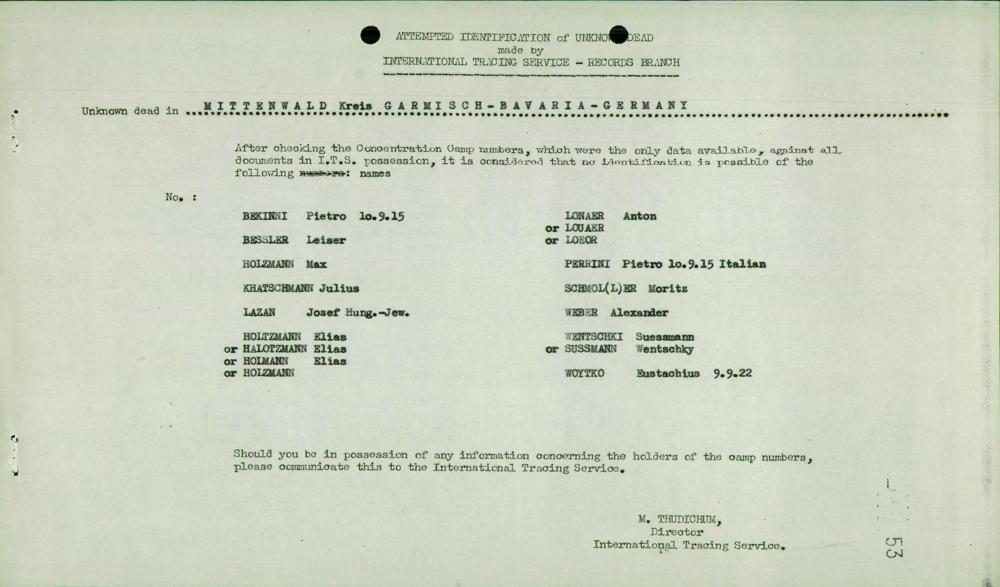 ATTEMPTED IDENTIFICATION of UNKNO DEAD
made by
INTERNATIONAL TRACING SERVICE - RECORDS BRANCH
Unknown dead in ..MITTENWALD Kreis GARMISCH-BAVARIA-GERMANY
After checking the Concentration Camp numbers, which were the only data available, against all
documents in I.T.S. possession, it is considered that no identification is possible of the
following numbers: names
No. :
BEKINNI Pietro 10.9.15
BESSLER Leiser
HOLZMANN Max
KHATSCHMANN Julius
LAZAN Josef Hung.-Jew.
HOLTZMANN Elias
or HALOTZMANN Elias
or HOLMANN Elias
or HOLZMANN
LONAER Anton
or LOUAER
or LOEOR
PERRINI Pietro 10.9.15 Italian
SCHMOL(L)ER Moritz
WEBER Alexander
WENTSCHKI Suessmann
or SUSSMANN Wentschky
WOYTKO Eustachius 9.9.22
Should you be in possession of any information concerning the holders of the camp numbers,
please communicate this to the International Tracing Service.
M. THUDICHUM,
Director
International Tracing Service.
53